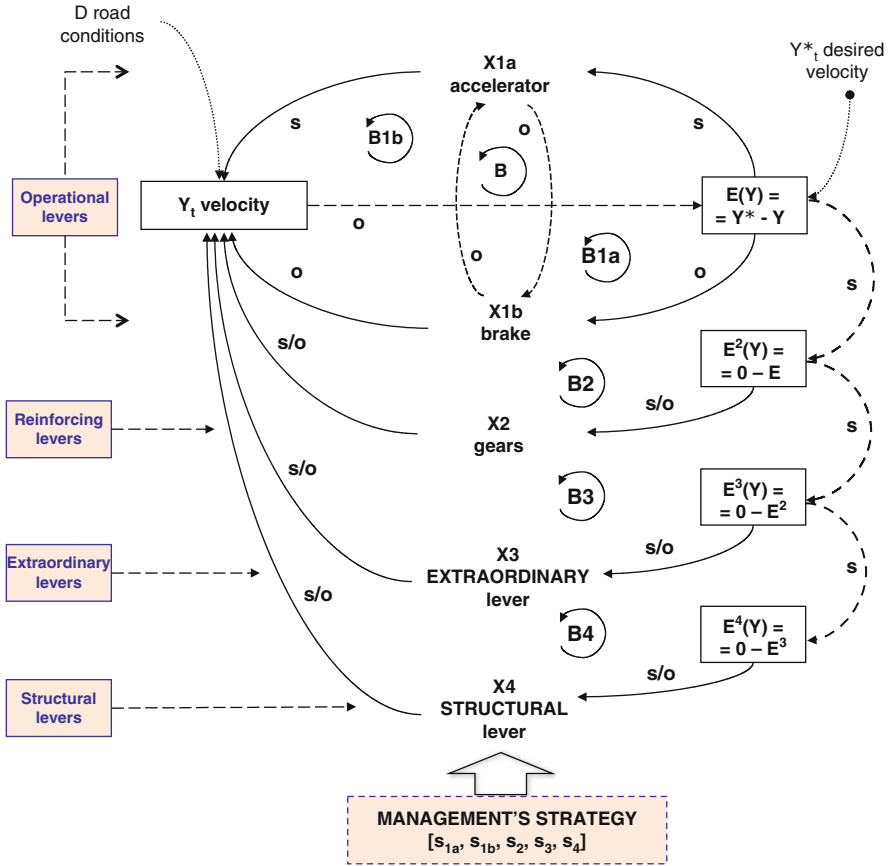 D road
conditions
X1a
accelerator
Y*t desired
velocity
s
B1b
o
s
B
Operational
levers
Yt velocity
E(Y) =
= Y* - Y
o
o
B1a
o
o
s
X1b
brake
s/o
E²(Y) =
= 0 – E
B2
s/o
Reinforcing
levers
X2
gears
s
s/o
B3
E³(Y) =
= 0 – E²
s/o
Extraordinary
levers
X3
EXTRAORDINARY
lever
s
s/o
B4
E⁴(Y) =
= 0 – E³
s/o
Structural
levers
X4
STRUCTURAL
lever
MANAGEMENT'S STRATEGY
[s1a, s1b, s2, s3, s4]